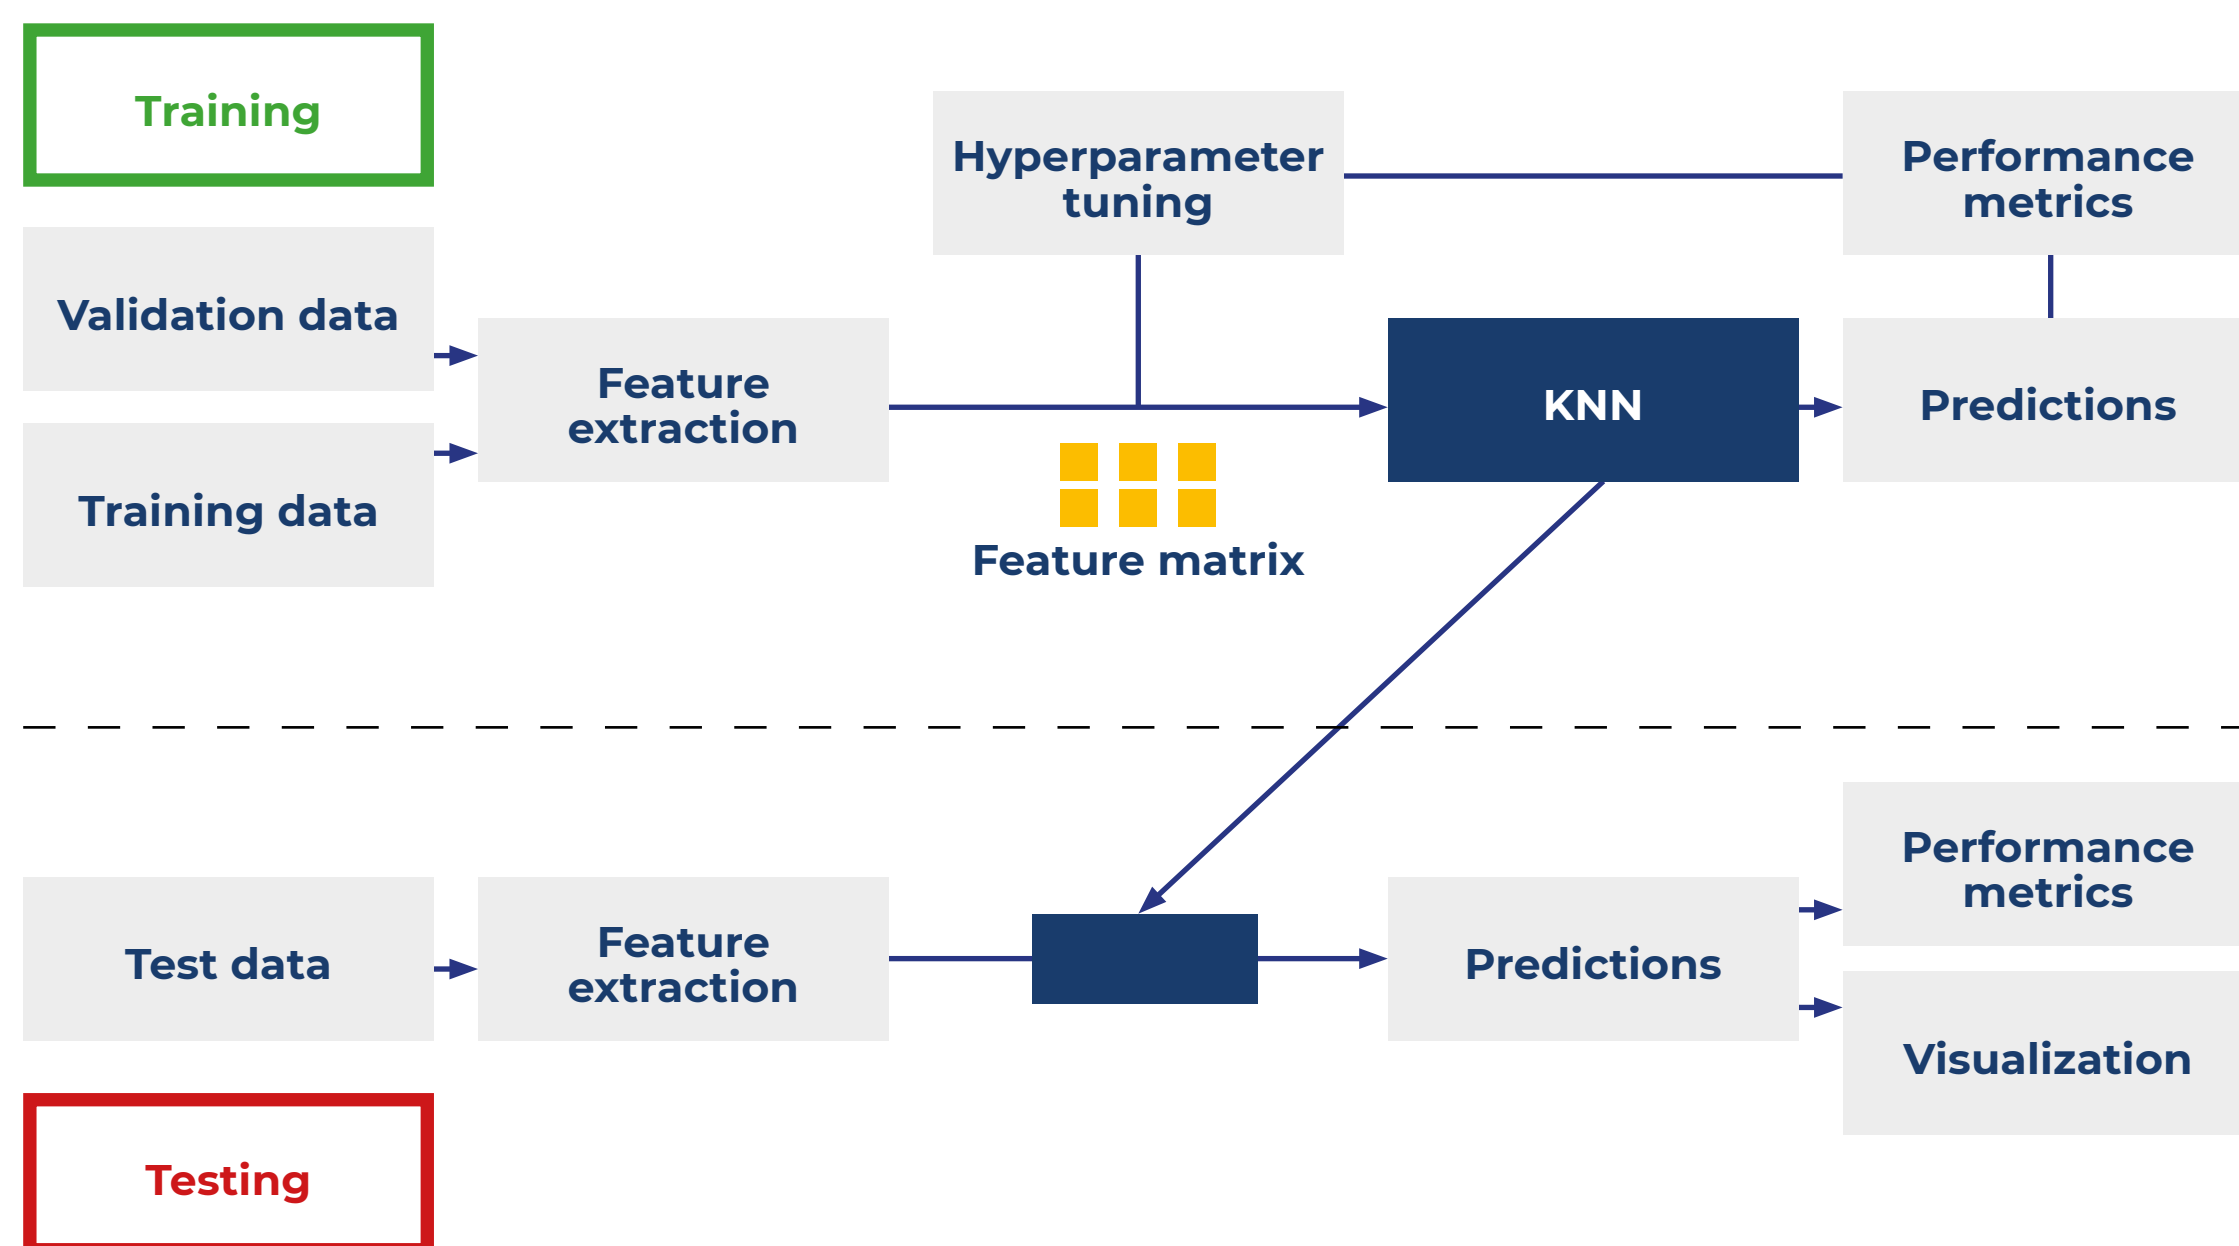 Training
Hyperparameter
tuning
Performance
metrics
Validation data
Feature
extraction
KNN
Predictions
Training data
Feature matrix
Performance
metrics
Test data
Feature
extraction
Predictions
Visualization
Testing